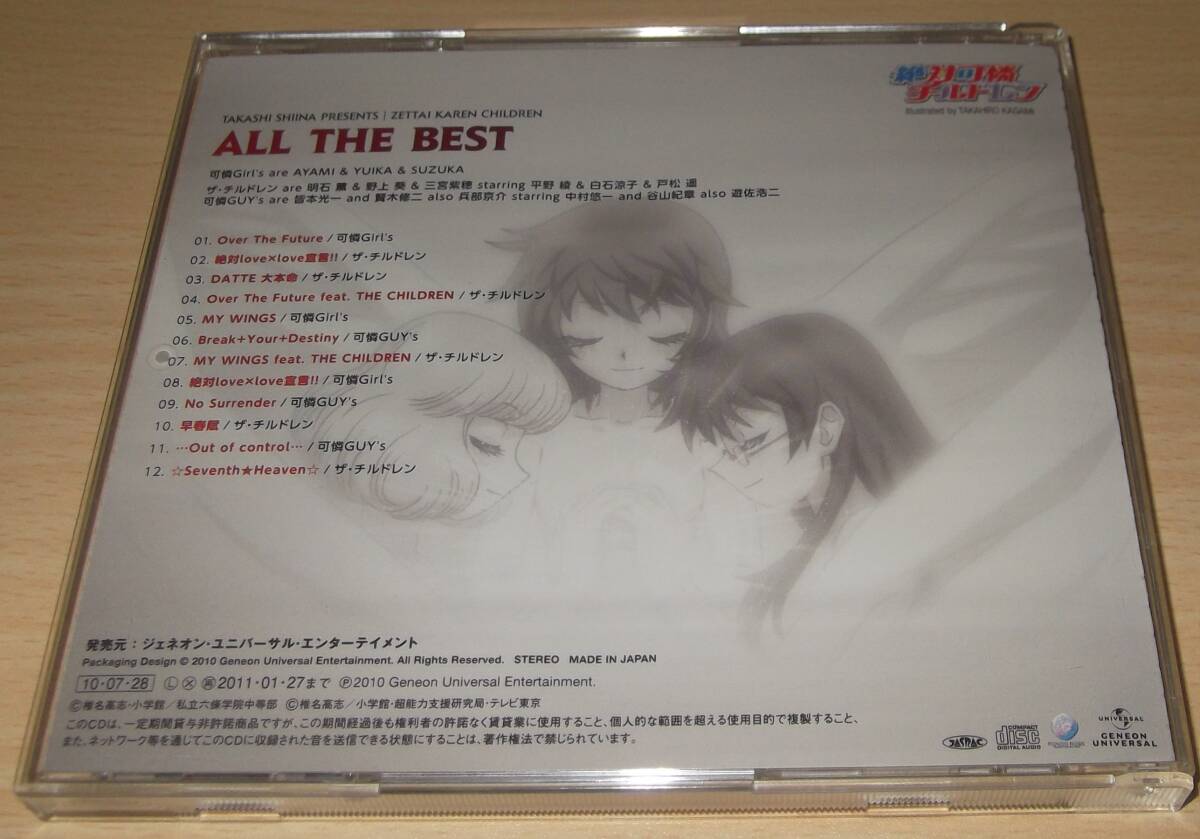 絶対可憐
チルドレン
Illustrated by TAKAHIRO KAGAMI
TAKASHI SHIINA PRESENTS | ZETTAI KAREN CHILDREN
ALL THE BEST
可憐Girl's are AYAMI & YUIKA & SUZUKA
ザ・チルドレン are 明石 薫 & 野上 葵 & 三宮紫穂 starring 平野 綾 & 白石涼子 & 戸松 遥
可憐GUY's are 皆本光一 and 賢木修二 also 兵部京介 starring 中村悠一 and 谷山紀章 also 遊佐浩二
01. Over The Future / 可憐Girl's
02. 絶対love×love宣言!! / ザ・チルドレン
03. DATTE 大本命 / ザ・チルドレン
04. Over The Future feat. THE CHILDREN / ザ・チルドレン
05. MY WINGS / 可憐Girl's
06. Break+Your+Destiny / 可憐GUY's
07. MY WINGS feat. THE CHILDREN / ザ・チルドレン
08. 絶対love×love宣言!! / 可憐Girl's
09. No Surrender / 可憐GUY's
10. 早春賦 / ザ・チルドレン
11. …Out of control… / 可憐GUY's
12. ☆Seventh★Heaven☆ / ザ・チルドレン
発売元：ジェネオン・ユニバーサル・エンターテイメント
Packaging Design © 2010 Geneon Universal Entertainment. All Rights Reserved. STEREO MADE IN JAPAN
10・07・28 Ⓛ 2011・01・27まで ℗2010 Geneon Universal Entertainment.
©椎名高志・小学館／私立六條学院中等部 ©椎名高志／小学館・超能力支援研究局・テレビ東京
このCDは、一定期間貸与非許諾商品ですが、この期間経過後も権利者の許諾なく賃貸業に使用すること、個人的な範囲を超える使用目的で複製すること、
また、ネットワーク等を通じてこのCDに収録された音を送信できる状態にすることは、著作権法で禁じられています。
JASRAC
COMPACT
disc
DIGITAL AUDIO
UNIVERSAL
GENEON
UNIVERSAL